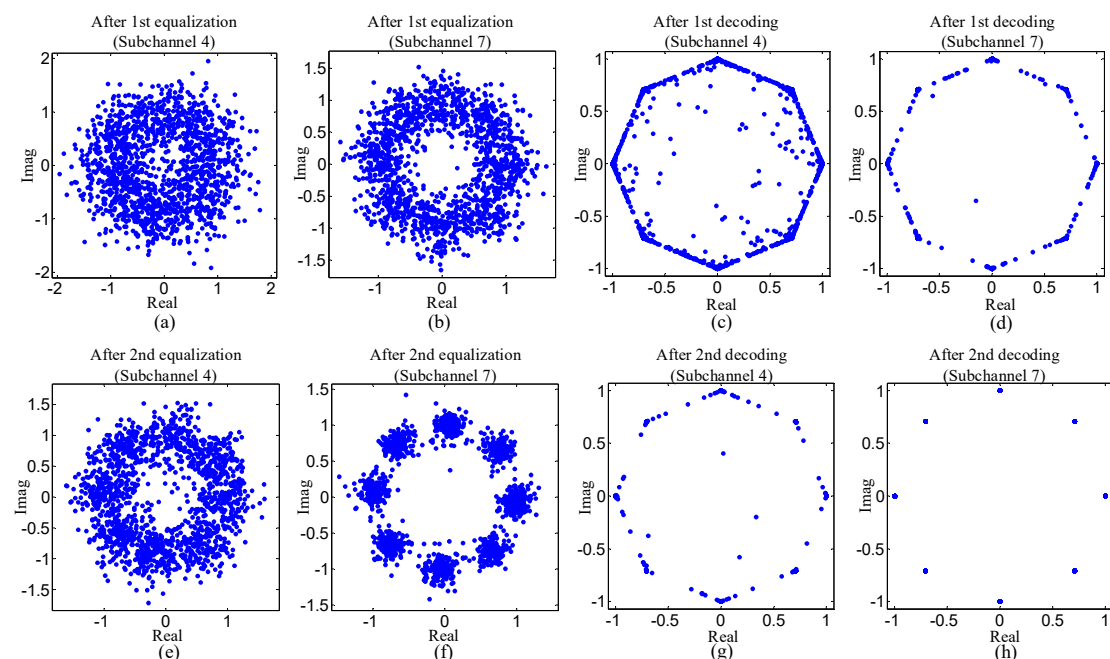 After 1st equalization
(Subchannel 4)
2
1
0
-1
-2
-2
-1
0
1
2
Imag
Real
(a)
After 1st equalization
(Subchannel 7)
1.5
1
0.5
0
-0.5
-1
-1.5
-1
0
1
Imag
Real
(b)
After 1st decoding
(Subchannel 4)
1
0.5
0
-0.5
-1
-1
-0.5
0
0.5
1
Imag
Real
(c)
After 1st decoding
(Subchannel 7)
1
0.5
0
-0.5
-1
-1
-0.5
0
0.5
1
Imag
Real
(d)
After 2nd equalization
(Subchannel 4)
1.5
1
0.5
0
-0.5
-1
-1.5
-1
0
1
Imag
Real
(e)
After 2nd equalization
(Subchannel 7)
1.5
1
0.5
0
-0.5
-1
-1.5
-1
0
1
Imag
Real
(f)
After 2nd decoding
(Subchannel 4)
1
0.5
0
-0.5
-1
-1
-0.5
0
0.5
1
Imag
Real
(g)
After 2nd decoding
(Subchannel 7)
1
0.5
0
-0.5
-1
-1
-0.5
0
0.5
1
Imag
Real
(h)